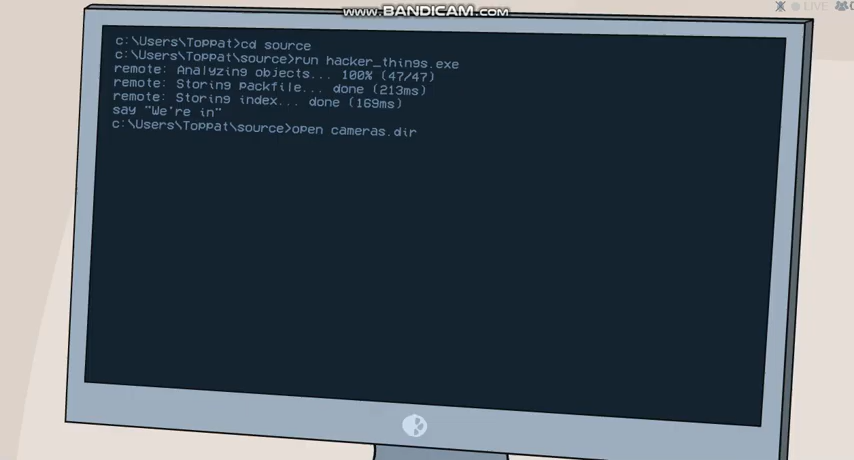 www.BANDICAM.com
LIVE
c:\Users\Toppat>cd source
c:\Users\Toppat\source>run hacker_things.exe
remote: Analyzing objects... 100% (47/47)
remote: Storing packfile... done (213ms)
remote: Storing index... done (169ms)
say "We're in"
c:\Users\Toppat\source>open cameras.dir